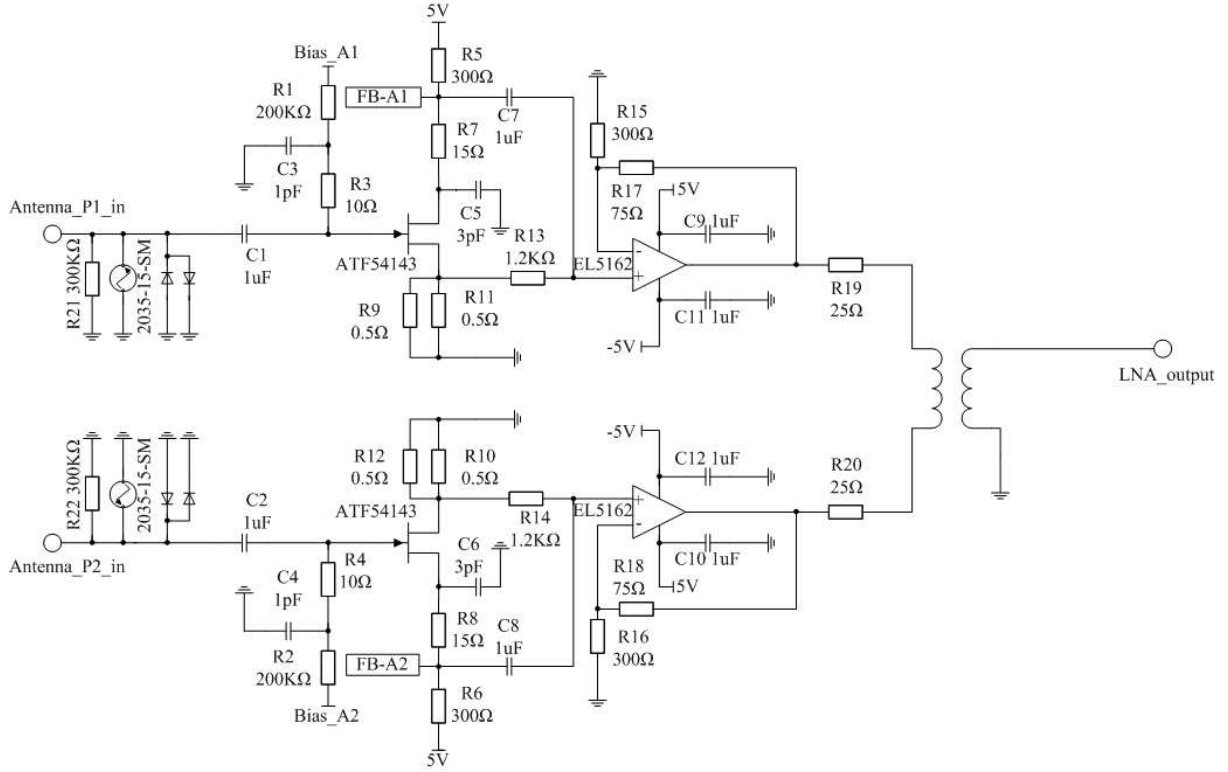 5V
Bias_A1
R5
300Ω
R1
200KΩ
FB-A1
C7
1uF
R15
300Ω
R7
15Ω
C3
1pF
R3
10Ω
R17
75Ω
5V
Antenna_P1_in
C5
3pF
C9 1uF
R13
1.2KΩ
C1
1uF
ATF54143
EL5162
-
+
R21 300KΩ
2035-15-SM
R9
0.5Ω
R11
0.5Ω
C11 1uF
R19
25Ω
-5V
LNA_output
-5V
R22 300KΩ
2035-15-SM
R12
0.5Ω
R10
0.5Ω
C12 1uF
R20
25Ω
C2
1uF
ATF54143
R14
1.2KΩ
EL5162
+
-
Antenna_P2_in
R4
10Ω
C6
3pF
C10 1uF
C4
1pF
R18
75Ω
5V
R8
15Ω
C8
1uF
R16
300Ω
R2
200KΩ
FB-A2
R6
300Ω
Bias_A2
5V